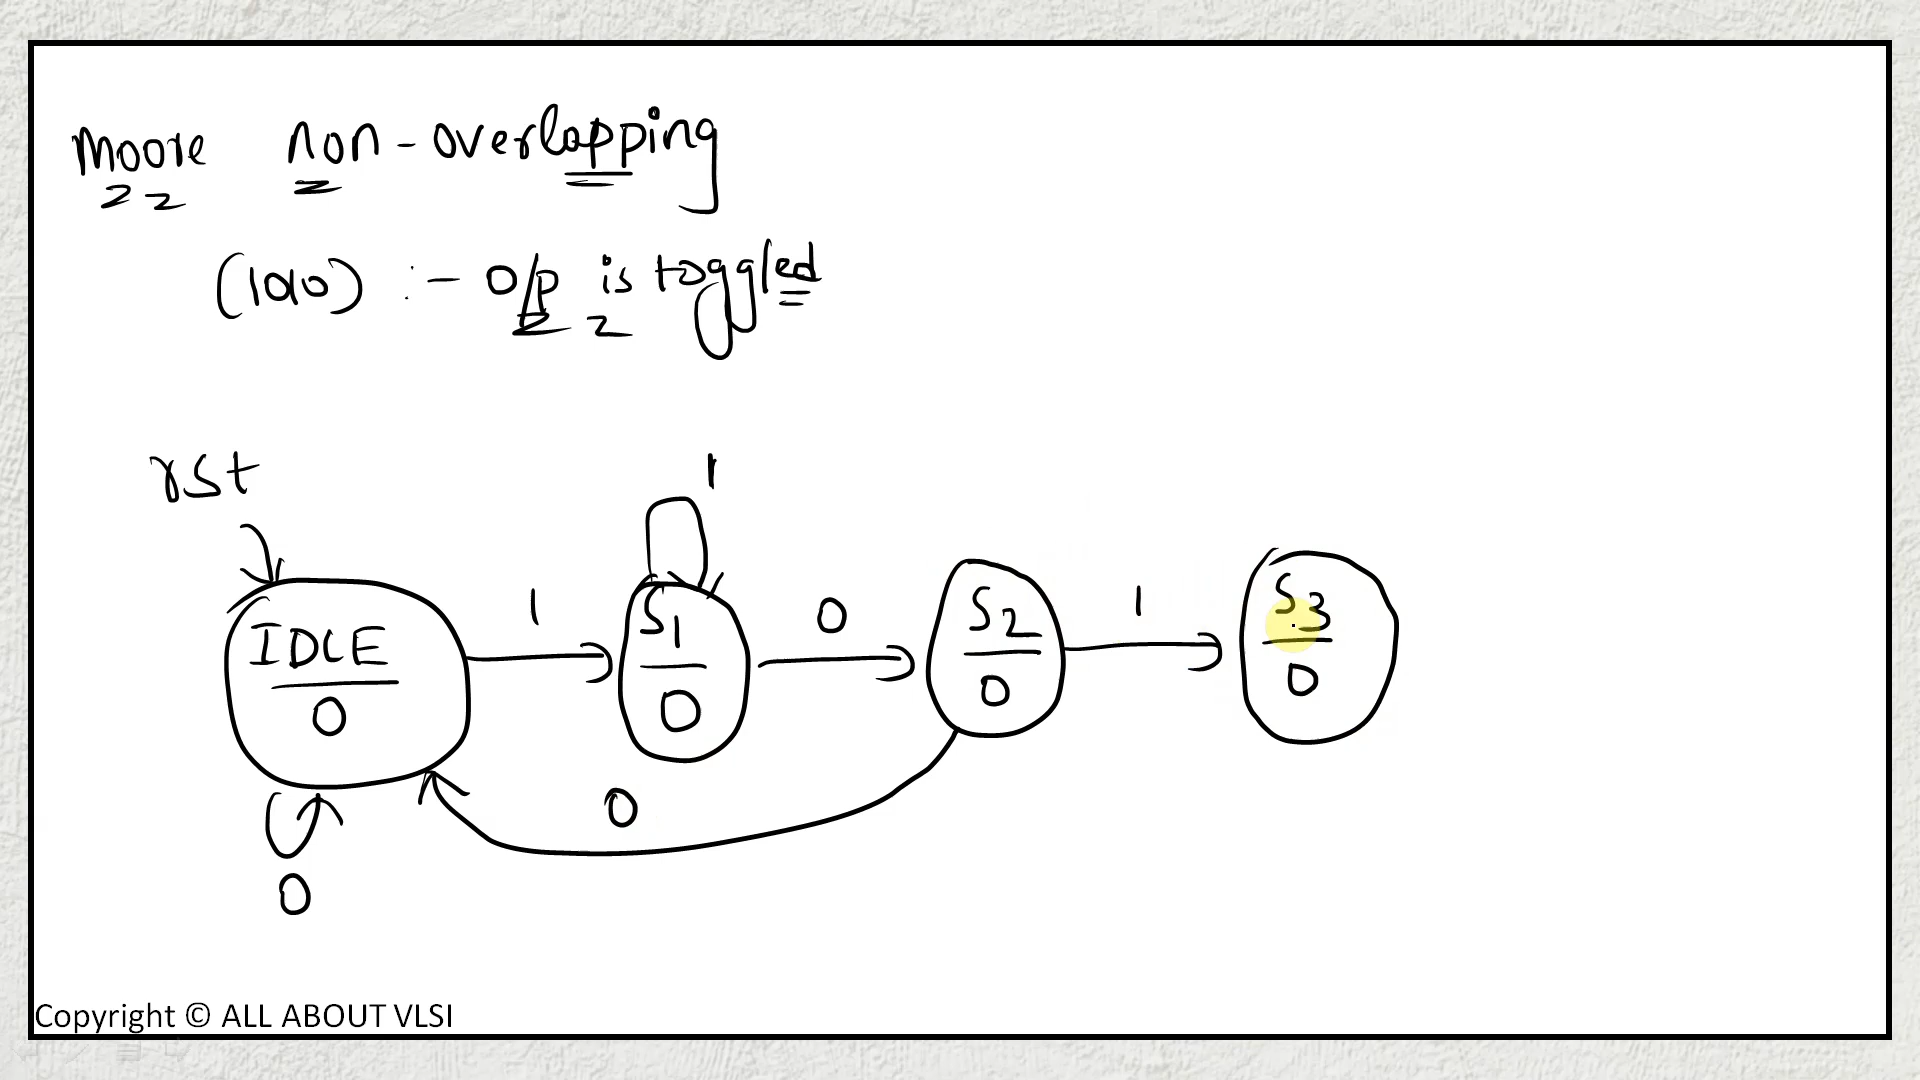 Moore non-overlapping
(1010) :- O/P is toggled
rst
1
IDLE
0
1
S1
0
0
S2
0
1
S3
0
0
0
Copyright © ALL ABOUT VLSI